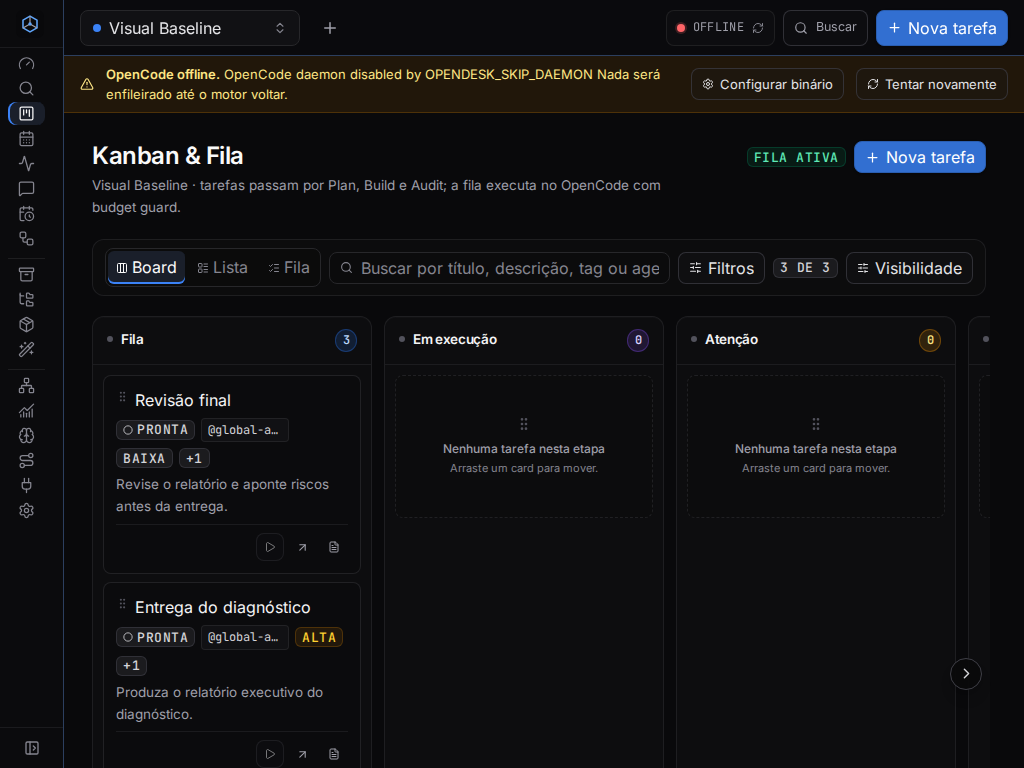 Visual Baseline
OFFLINE
Buscar
Nova tarefa
OpenCode offline. OpenCode daemon disabled by OPENDESK_SKIP_DAEMON Nada será
enfileirado até o motor voltar.
Configurar binário
Tentar novamente
Kanban & Fila
FILA ATIVA
Nova tarefa
Visual Baseline · tarefas passam por Plan, Build e Audit; a fila executa no OpenCode com
budget guard.
Board
Lista
Fila
Buscar por título, descrição, tag ou age
Filtros
3 DE 3
Visibilidade
Fila
3
Em execução
0
Atenção
0
Revisão final
PRONTA
@global-a…
BAIXA
+1
Revise o relatório e aponte riscos
antes da entrega.
Nenhuma tarefa nesta etapa
Arraste um card para mover.
Nenhuma tarefa nesta etapa
Arraste um card para mover.
Entrega do diagnóstico
PRONTA
@global-a…
ALTA
+1
Produza o relatório executivo do
diagnóstico.